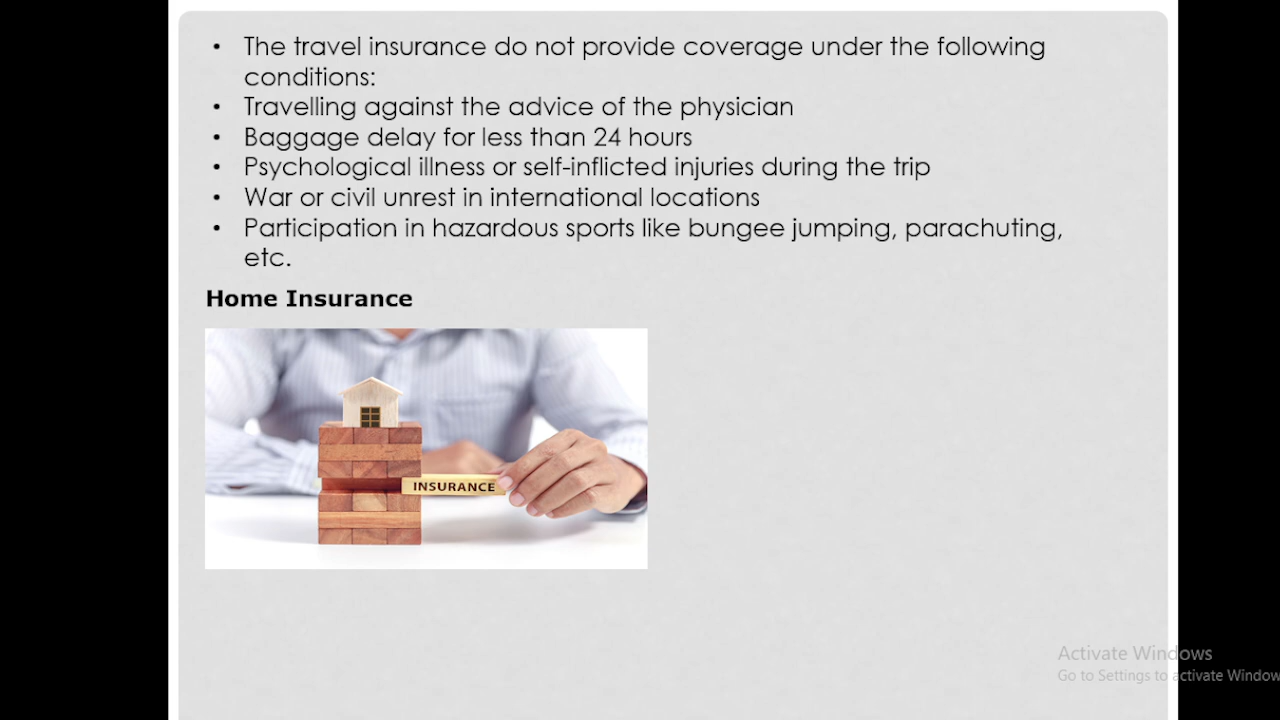 • The travel insurance do not provide coverage under the following
conditions:
• Travelling against the advice of the physician
• Baggage delay for less than 24 hours
• Psychological illness or self-inflicted injuries during the trip
• War or civil unrest in international locations
• Participation in hazardous sports like bungee jumping, parachuting,
etc.
Home Insurance
INSURANCE
Activate Windows
Go to Settings to activate Window